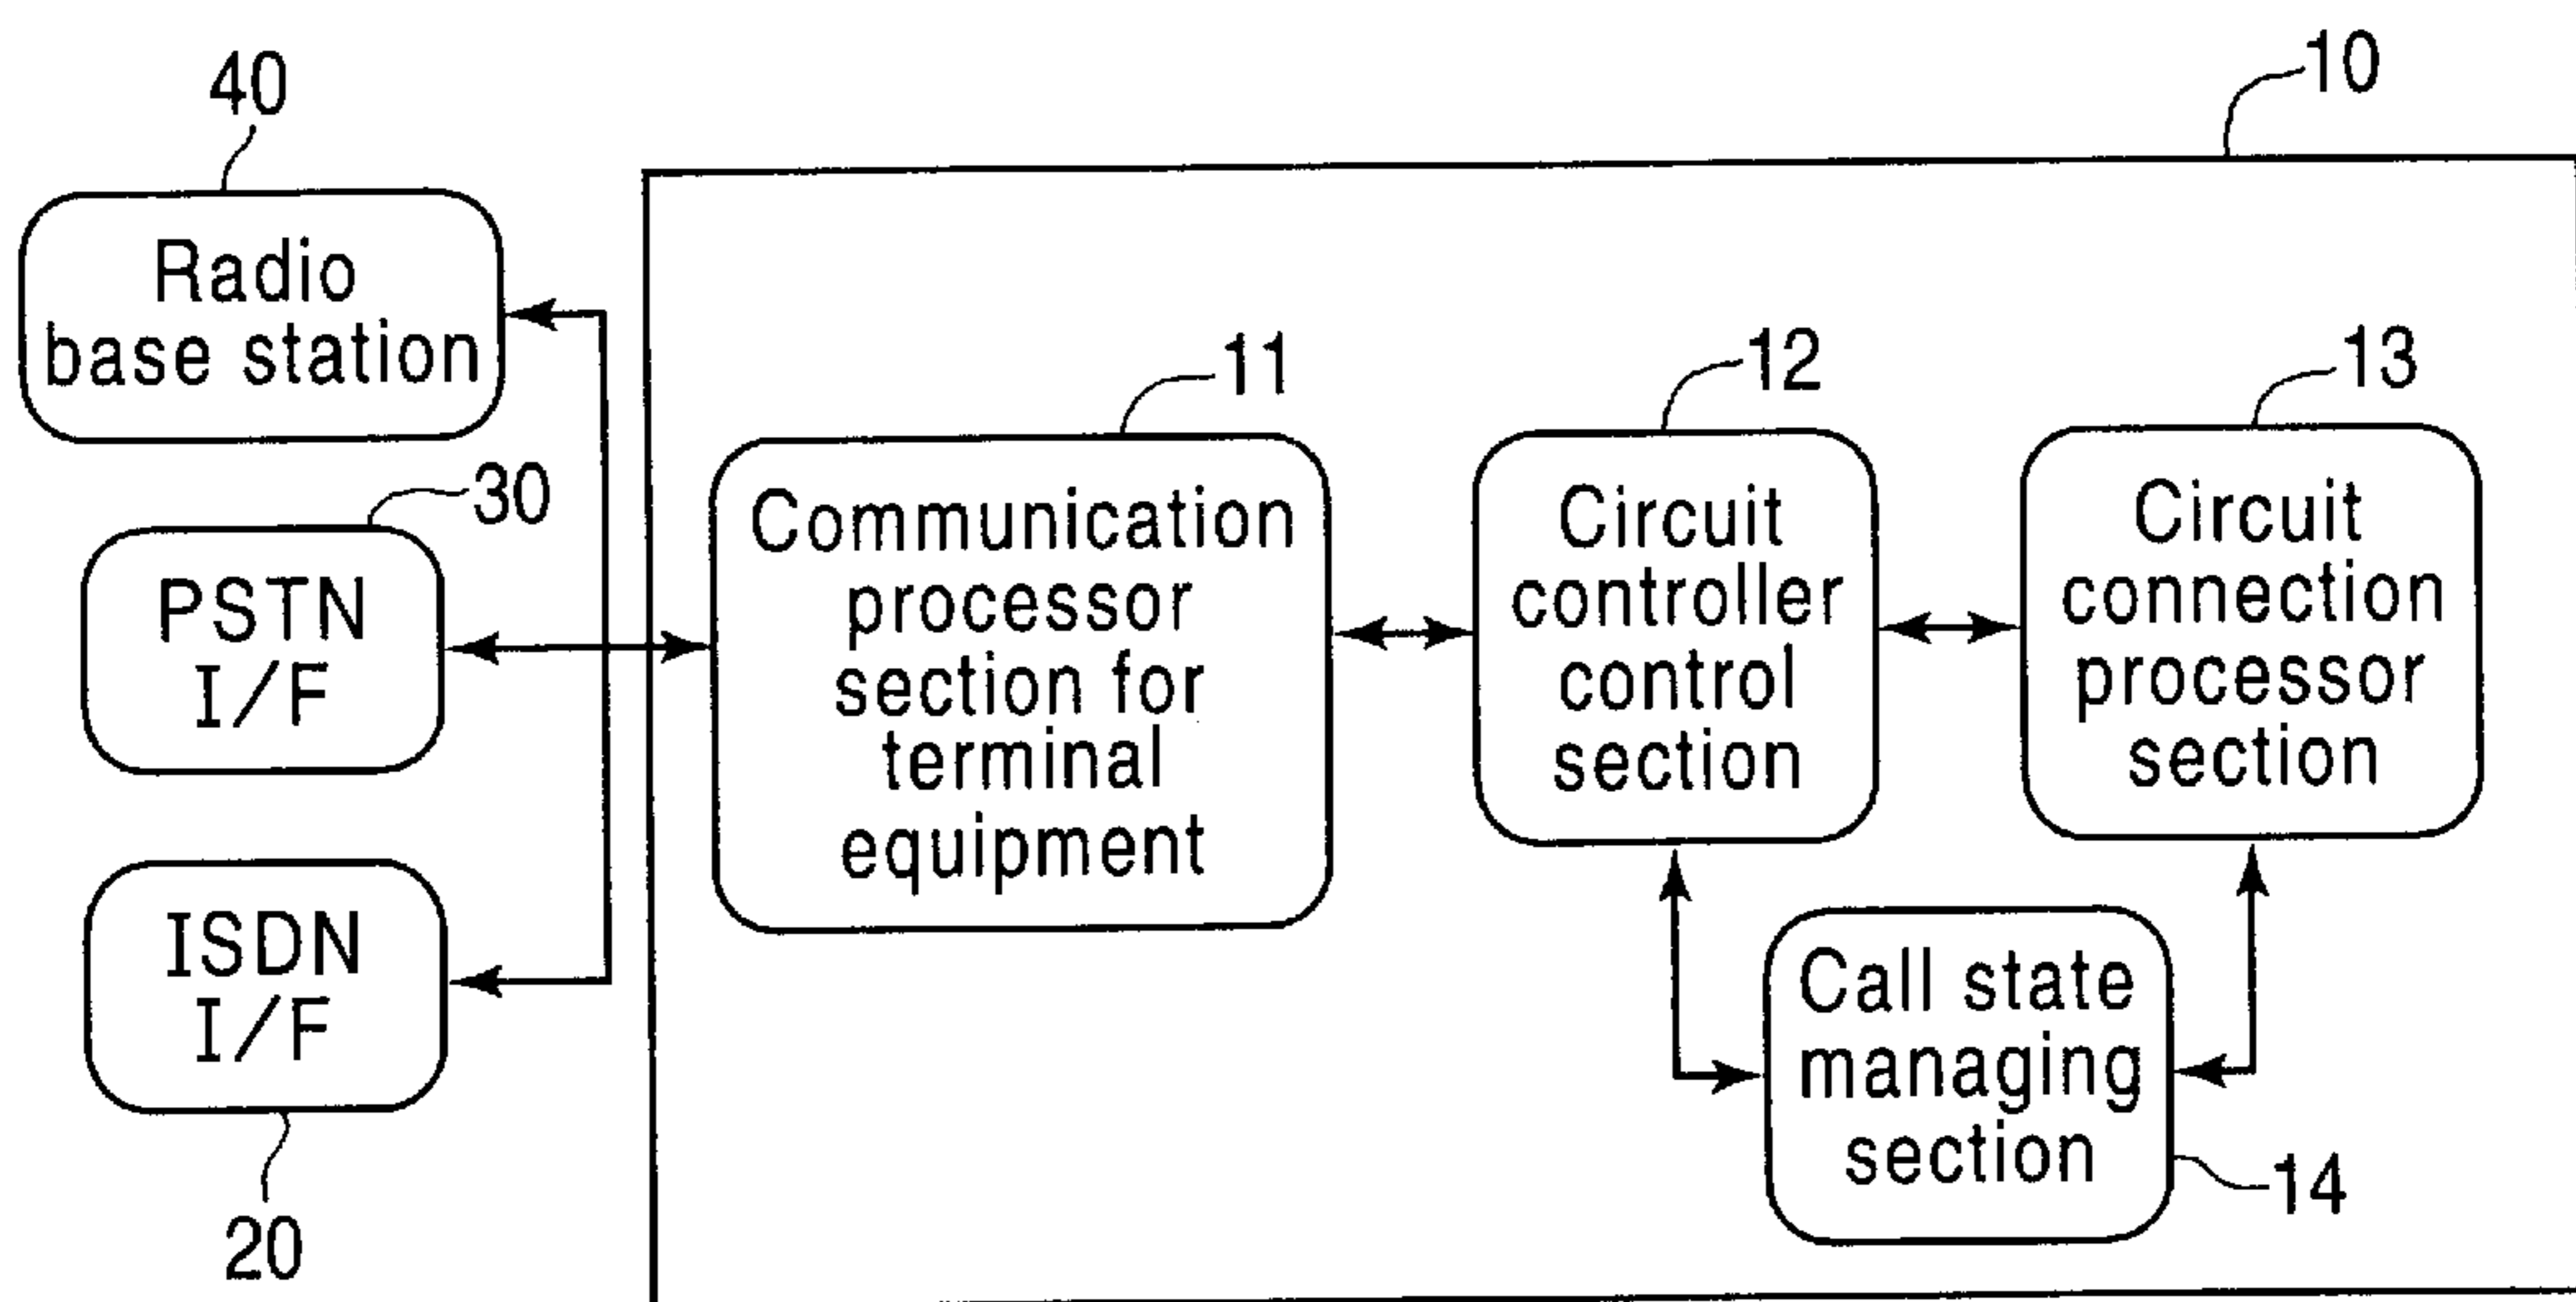 40
10
Radio
base station
11
12
13
30
PSTN
I/F
Communication
processor
section for
terminal
equipment
Circuit
controller
control
section
Circuit
connection
processor
section
ISDN
I/F
Call state
managing
section
14
20